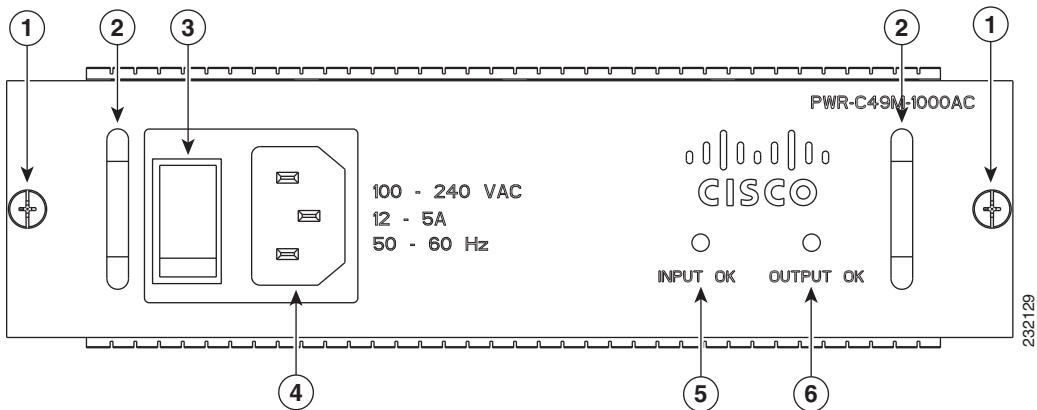 1
2
3
2
1
PWR-C49M-1000AC
CISCO
100 - 240 VAC
12 - 5A
50 - 60 Hz
INPUT OK
OUTPUT OK
4
5
6
232129